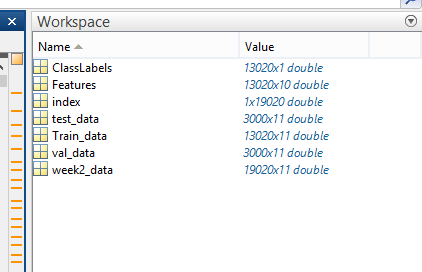 Workspace
Name Value
ClassLabels 13020x1 double
Features 13020x10 double
index 1x19020 double
test_data 3000x11 double
Train_data 13020x11 double
val_data 3000x11 double
week2_data 19020x11 double